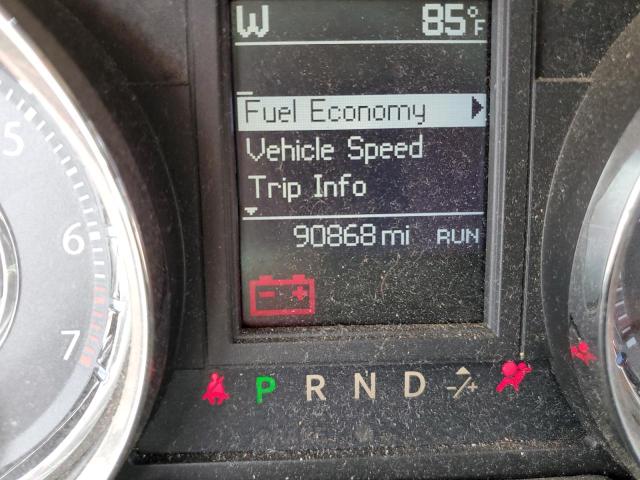 W 85°F
Fuel Economy
Vehicle Speed
Trip Info
90868 mi RUN
5
6
7
P R N D -/+